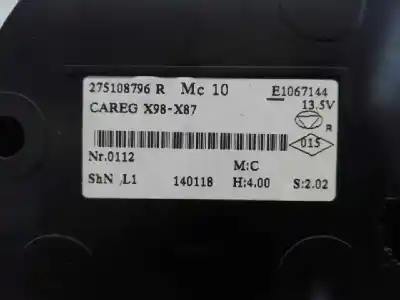 275108796 R Mc 10 E1067144
CAREG X98-X87 13.5V
R
015
Nr.0112
M:C
ShN /L1 140118 H:4.00 S:2.02